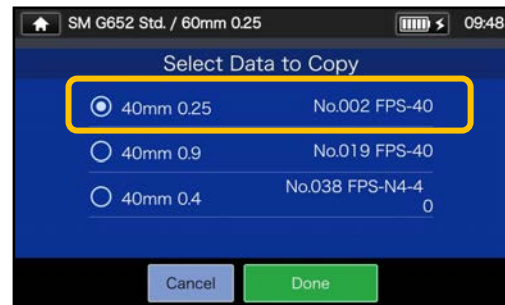 SM G652 Std. / 60mm 0.25 09:48
Select Data to Copy
40mm 0.25 No.002 FPS-40
40mm 0.9 No.019 FPS-40
40mm 0.4 No.038 FPS-N4-4
0
Cancel Done